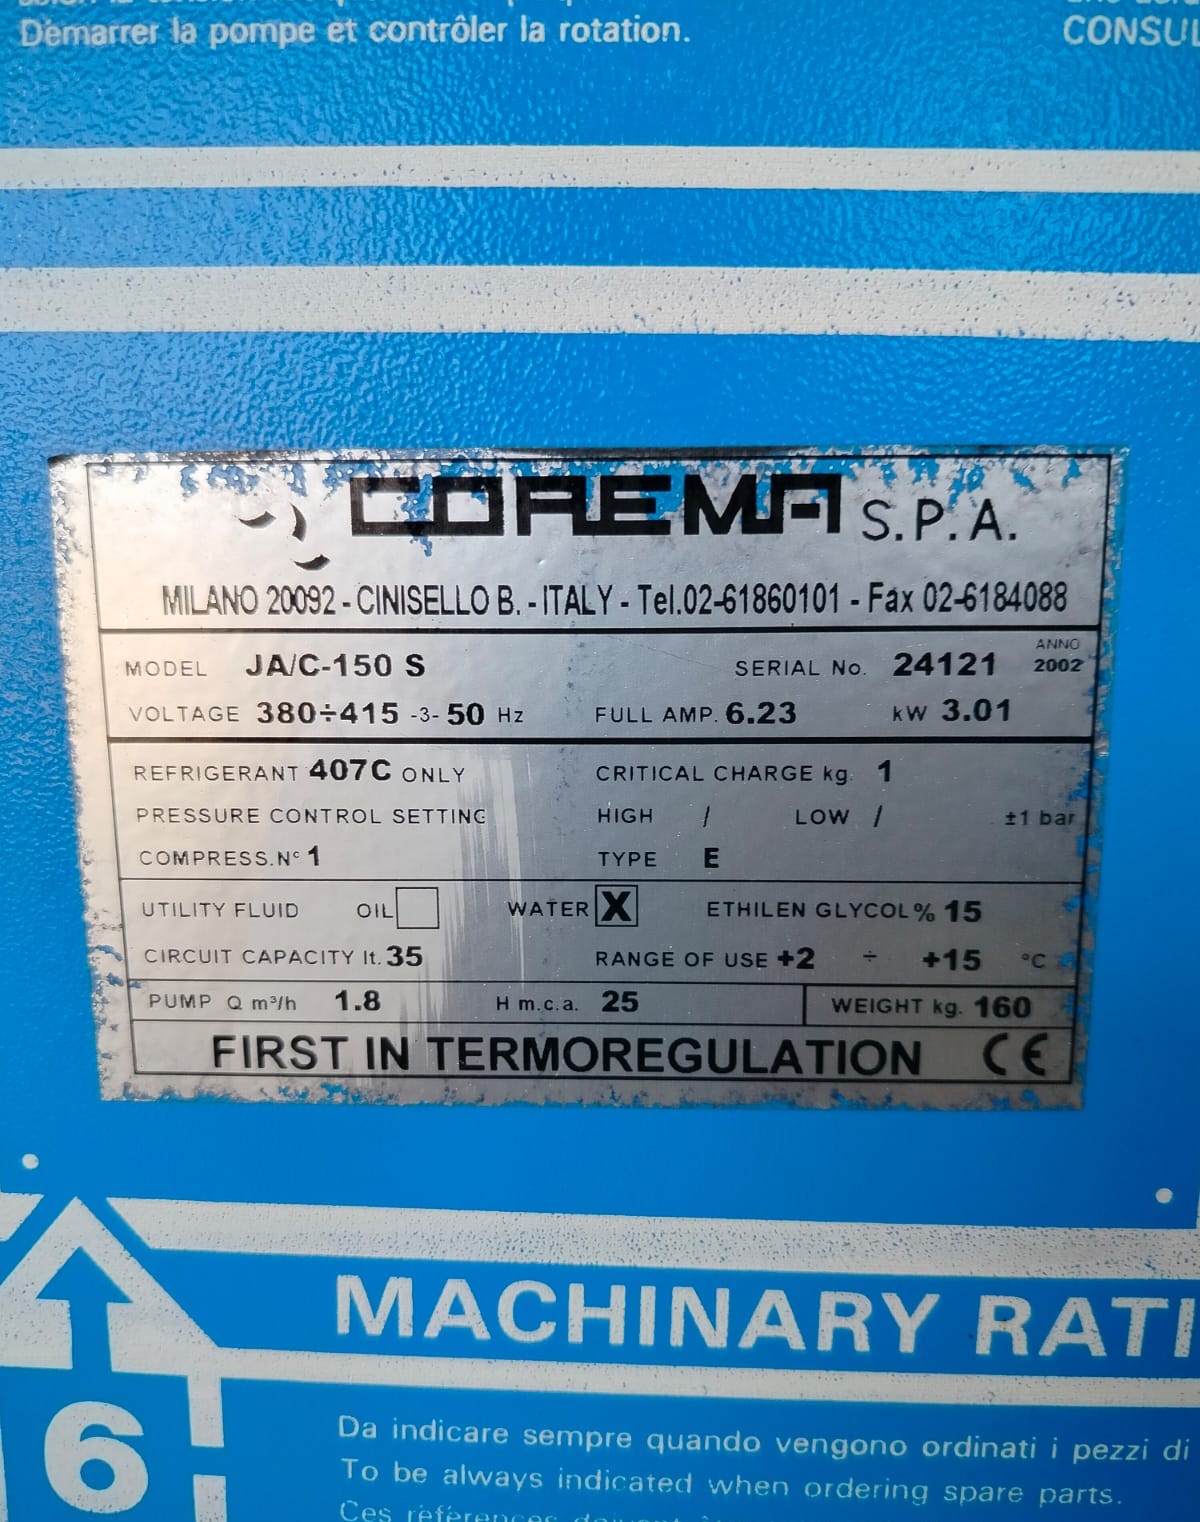 Démarrer la pompe et contrôler la rotation.
CONSUL
COREMA S.P.A.
MILANO 20092 - CINISELLO B. - ITALY - Tel.02-61860101 - Fax 02-6184088
MODEL JA/C-150 S SERIAL No. 24121 ANNO 2002
VOLTAGE 380÷415 -3- 50 Hz FULL AMP. 6.23 kW 3.01
REFRIGERANT 407C ONLY CRITICAL CHARGE kg. 1
PRESSURE CONTROL SETTING HIGH / LOW / ±1 bar
COMPRESS.N° 1 TYPE E
UTILITY FLUID OIL WATER X ETHILEN GLYCOL% 15
CIRCUIT CAPACITY lt. 35 RANGE OF USE +2 ÷ +15 °C
PUMP Q m³/h 1.8 H m.c.a. 25 WEIGHT kg. 160
FIRST IN TERMOREGULATION CE
MACHINARY RATI
6
Da indicare sempre quando vengono ordinati i pezzi di
To be always indicated when ordering spare parts.
Ces références